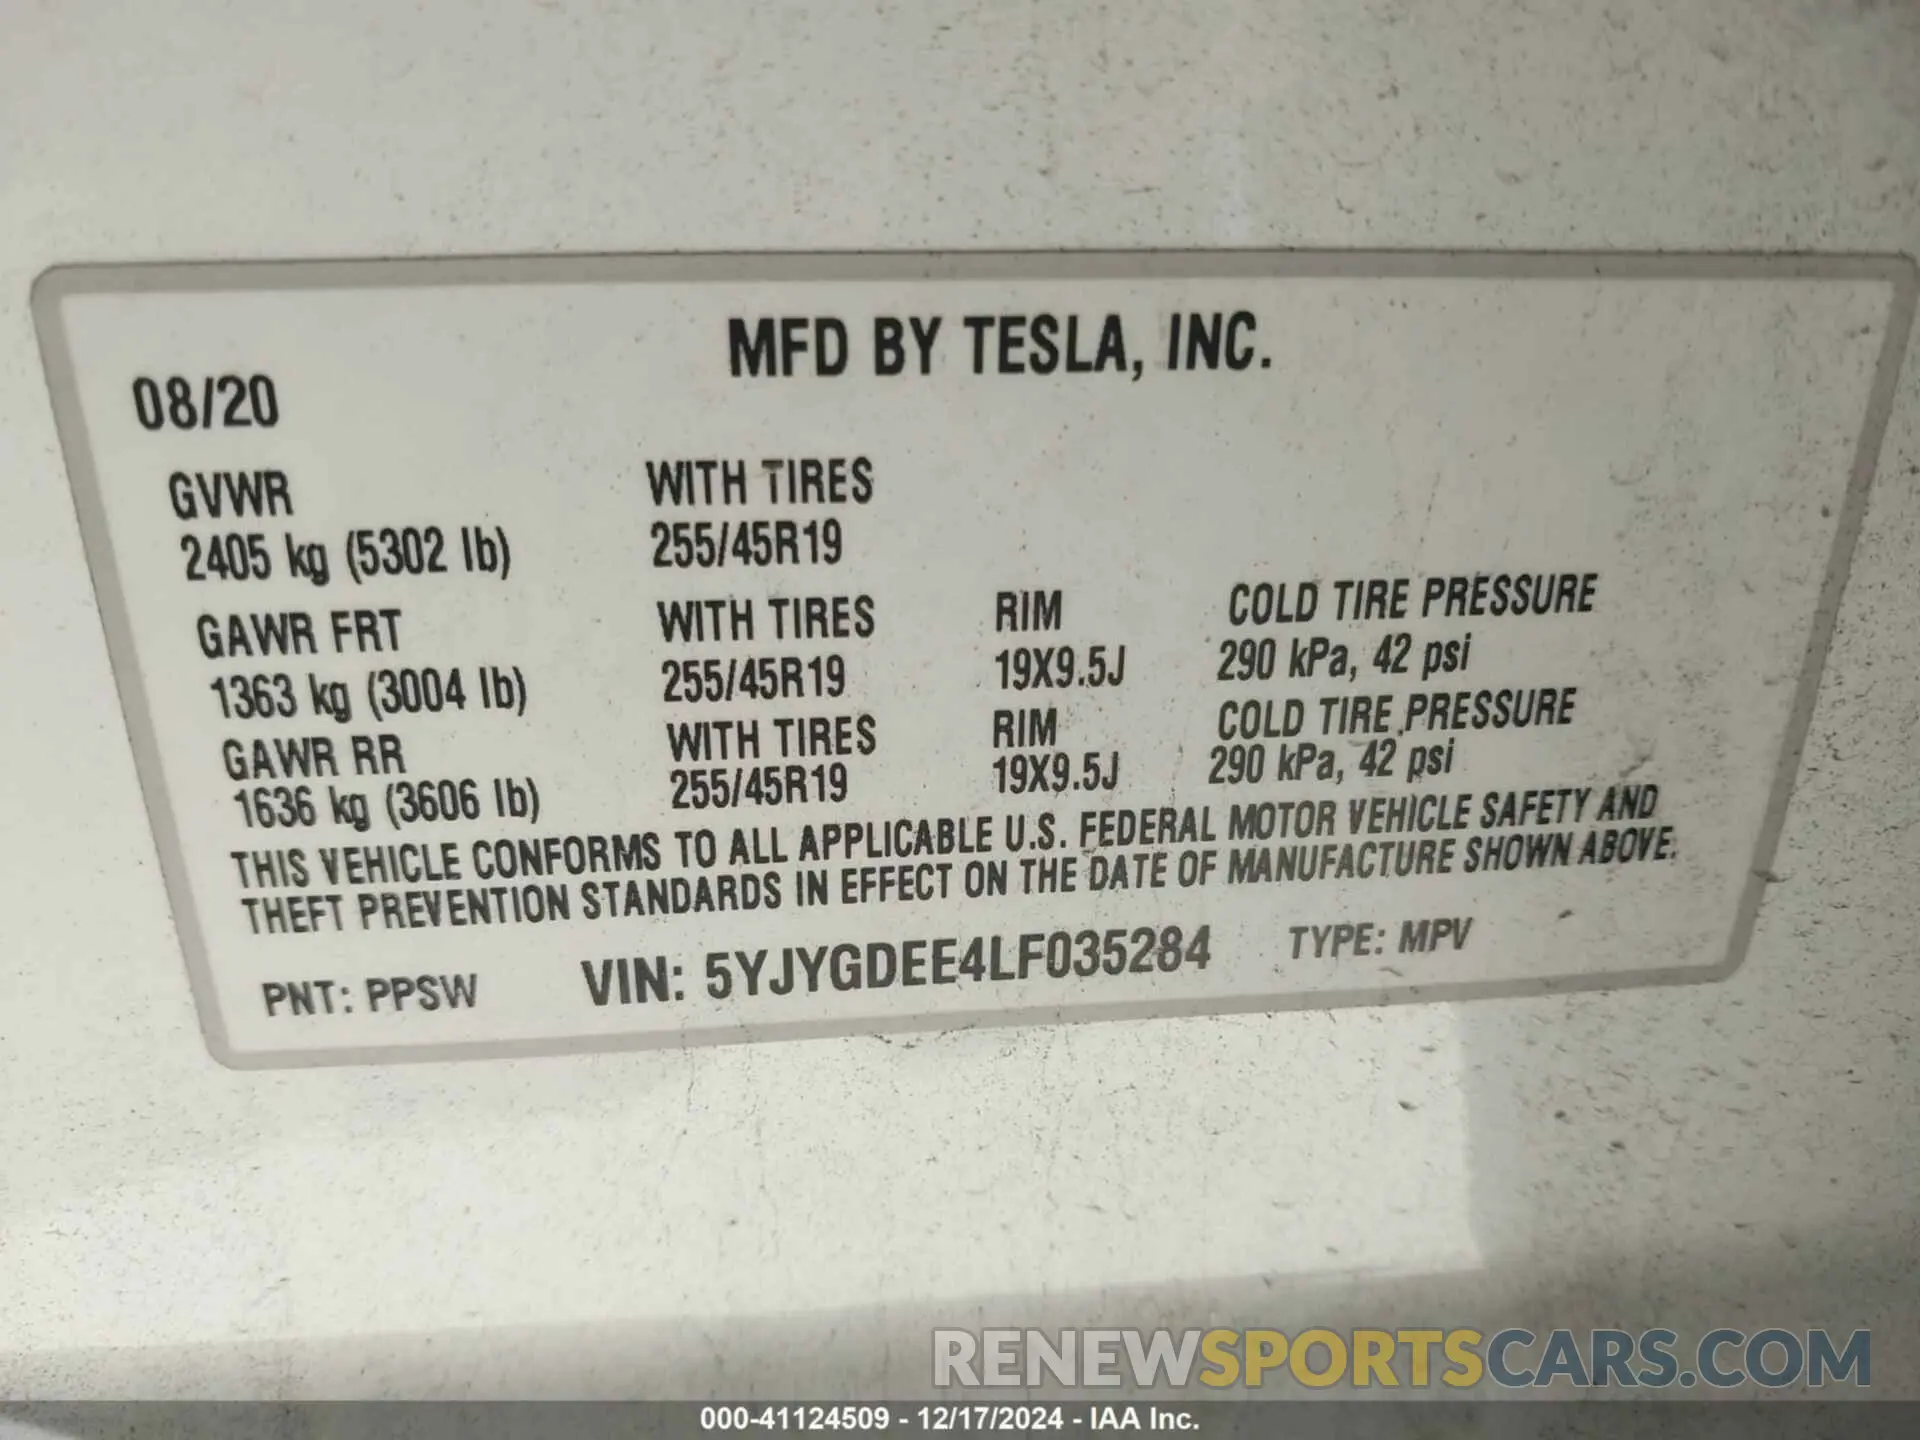 MFD BY TESLA, INC.
08/20
GVWR WITH TIRES
2405 kg (5302 lb) 255/45R19
GAWR FRT WITH TIRES RIM COLD TIRE PRESSURE
1363 kg (3004 lb) 255/45R19 19X9.5J 290 kPa, 42 psi
GAWR RR WITH TIRES RIM COLD TIRE PRESSURE
1636 kg (3606 lb) 255/45R19 19X9.5J 290 kPa, 42 psi
THIS VEHICLE CONFORMS TO ALL APPLICABLE U.S. FEDERAL MOTOR VEHICLE SAFETY AND
THEFT PREVENTION STANDARDS IN EFFECT ON THE DATE OF MANUFACTURE SHOWN ABOVE.
PNT: PPSW VIN: 5YJYGDEE4LF035284 TYPE: MPV
RENEWSPORTSCARS.COM
000-41124509 - 12/17/2024 - IAA Inc.